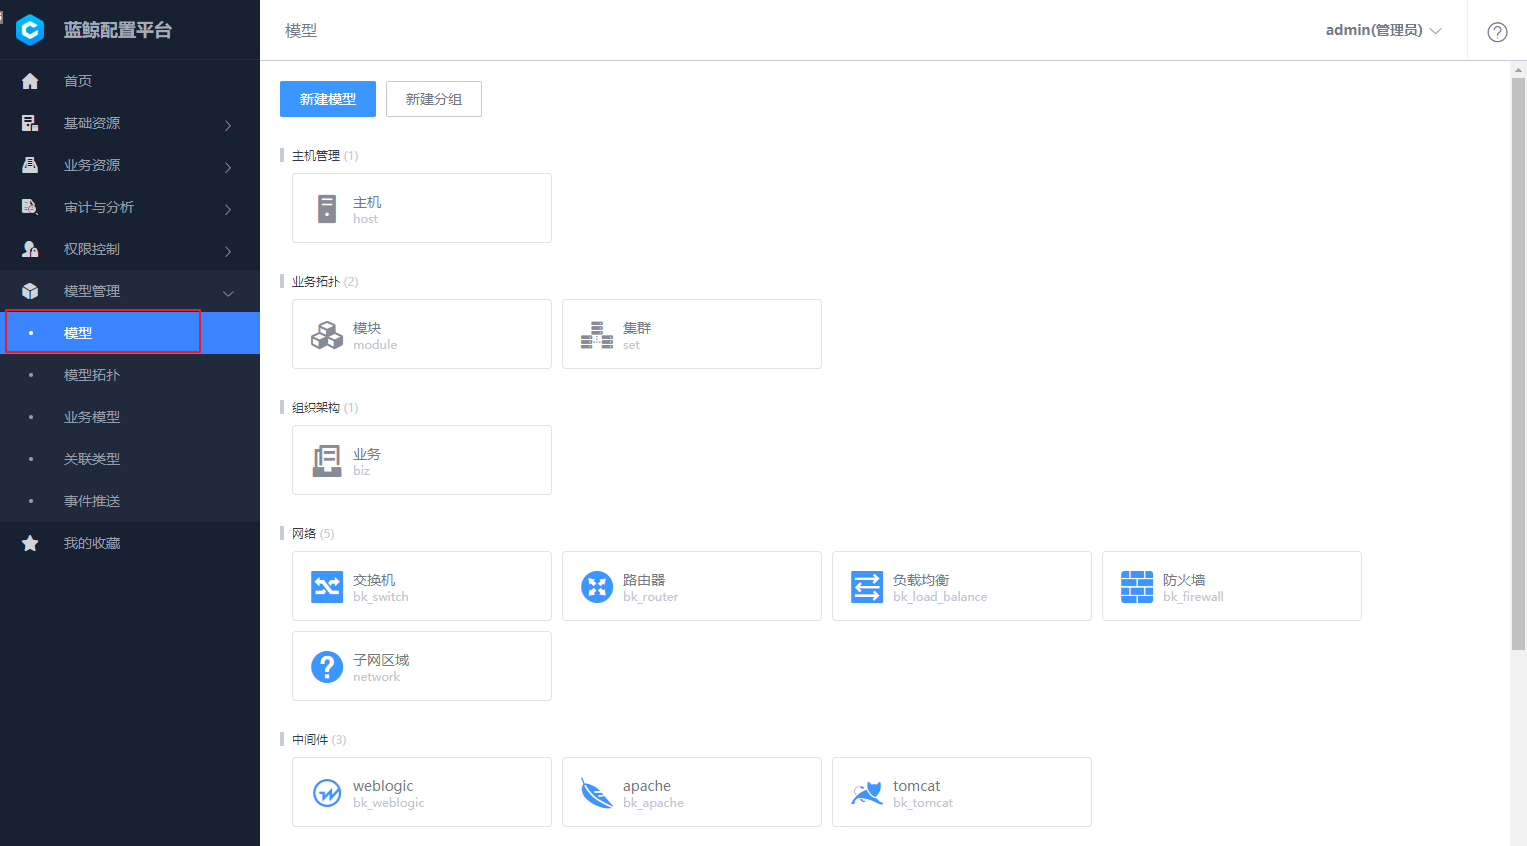 蓝鲸配置平台
首页
基础资源
业务资源
审计与分析
权限控制
模型管理
模型
模型拓扑
业务模型
关联类型
事件推送
我的收藏
模型
admin(管理员)
新建模型
新建分组
主机管理 (1)
主机
host
业务拓扑 (2)
模块
module
集群
set
组织架构 (1)
业务
biz
网络 (5)
交换机
bk_switch
路由器
bk_router
负载均衡
bk_load_balance
防火墙
bk_firewall
子网区域
network
中间件 (3)
weblogic
bk_weblogic
apache
bk_apache
tomcat
bk_tomcat